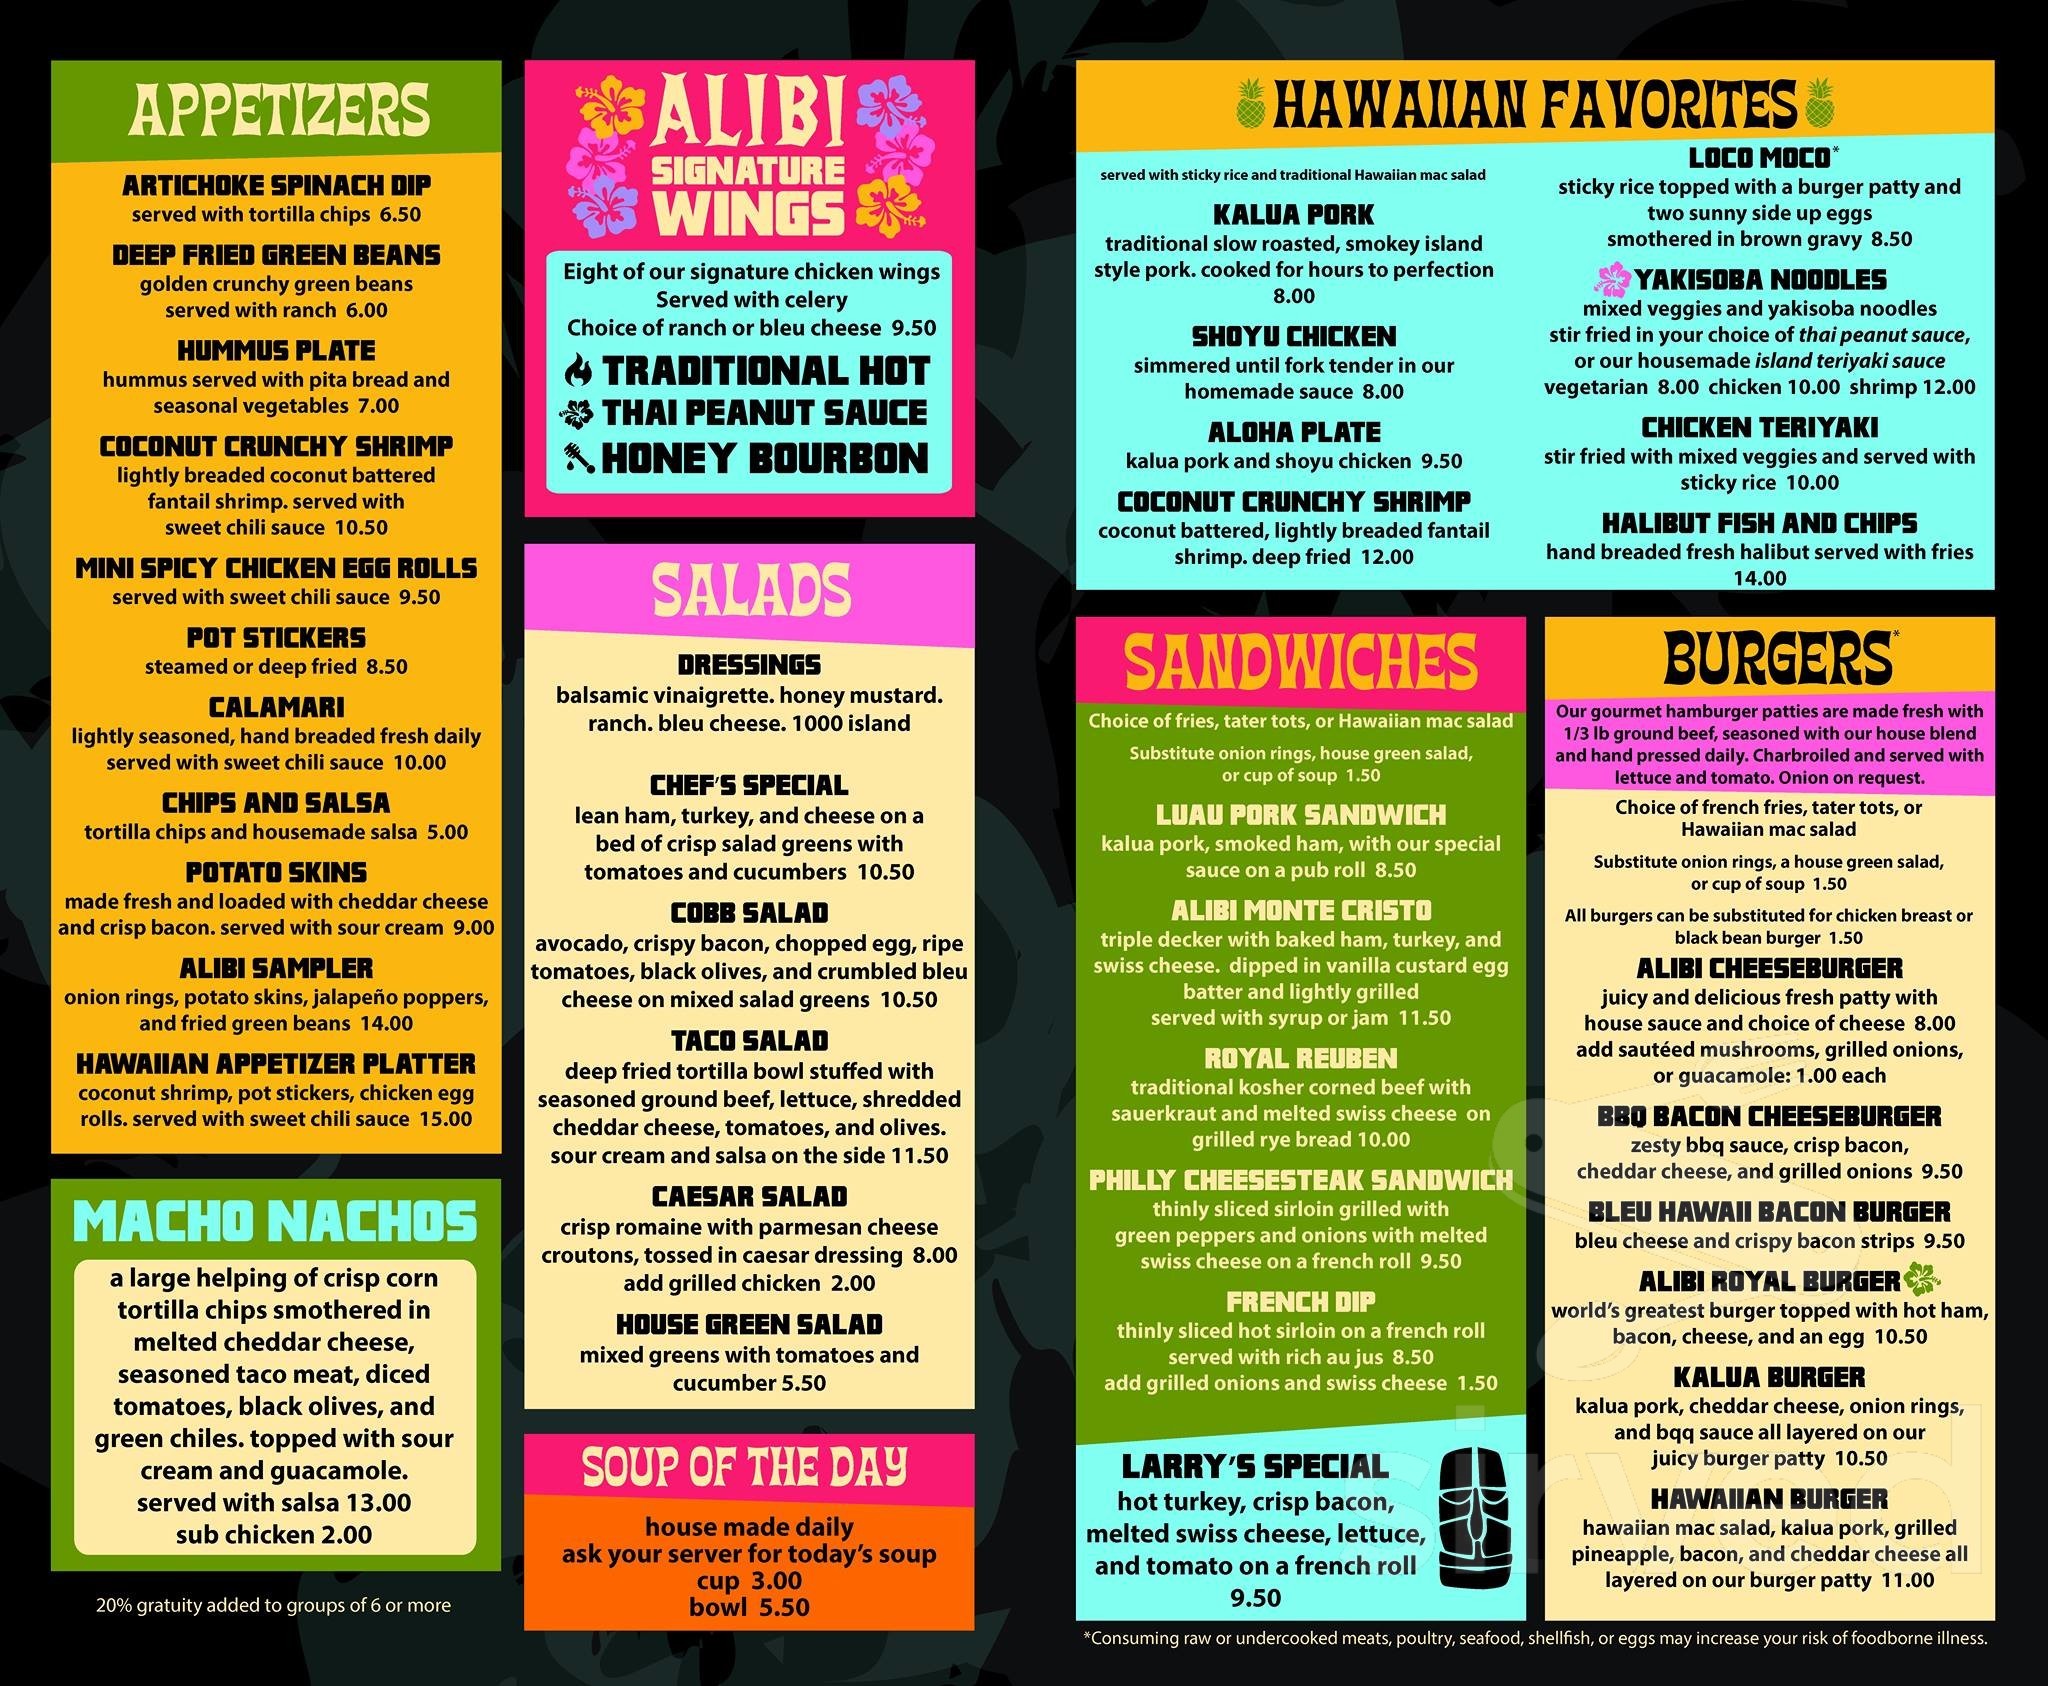 APPETIZERS
ARTICHOKE SPINACH DIP
served with tortilla chips 6.50
DEEP FRIED GREEN BEANS
golden crunchy green beans
served with ranch 6.00
HUMMUS PLATE
hummus served with pita bread and
seasonal vegetables 7.00
COCONUT CRUNCHY SHRIMP
lightly breaded coconut battered
fantail shrimp. served with
sweet chili sauce 10.50
MINI SPICY CHICKEN EGG ROLLS
served with sweet chili sauce 9.50
POT STICKERS
steamed or deep fried 8.50
CALAMARI
lightly seasoned, hand breaded fresh daily
served with sweet chili sauce 10.00
CHIPS AND SALSA
tortilla chips and housemade salsa 5.00
POTATO SKINS
made fresh and loaded with cheddar cheese
and crisp bacon. served with sour cream 9.00
ALIBI SAMPLER
onion rings, potato skins, jalapeño poppers,
and fried green beans 14.00
HAWAIIAN APPETIZER PLATTER
coconut shrimp, pot stickers, chicken egg
rolls. served with sweet chili sauce 15.00
MACHO NACHOS
a large helping of crisp corn
tortilla chips smothered in
melted cheddar cheese,
seasoned taco meat, diced
tomatoes, black olives, and
green chiles. topped with sour
cream and guacamole.
served with salsa 13.00
sub chicken 2.00
20% gratuity added to groups of 6 or more
ALIBI
SIGNATURE
WINGS
Eight of our signature chicken wings
Served with celery
Choice of ranch or bleu cheese 9.50
TRADITIONAL HOT
THAI PEANUT SAUCE
HONEY BOURBON
SALADS
DRESSINGS
balsamic vinaigrette. honey mustard.
ranch. bleu cheese. 1000 island
CHEF'S SPECIAL
lean ham, turkey, and cheese on a
bed of crisp salad greens with
tomatoes and cucumbers 10.50
COBB SALAD
avocado, crispy bacon, chopped egg, ripe
tomatoes, black olives, and crumbled bleu
cheese on mixed salad greens 10.50
TACO SALAD
deep fried tortilla bowl stuffed with
seasoned ground beef, lettuce, shredded
cheddar cheese, tomatoes, and olives.
sour cream and salsa on the side 11.50
CAESAR SALAD
crisp romaine with parmesan cheese
croutons, tossed in caesar dressing 8.00
add grilled chicken 2.00
HOUSE GREEN SALAD
mixed greens with tomatoes and
cucumber 5.50
SOUP OF THE DAY
house made daily
ask your server for today's soup
cup 3.00
bowl 5.50
HAWAIIAN FAVORITES
served with sticky rice and traditional Hawaiian mac salad
KALUA PORK
traditional slow roasted, smokey island
style pork. cooked for hours to perfection
8.00
SHOYU CHICKEN
simmered until fork tender in our
homemade sauce 8.00
ALOHA PLATE
kalua pork and shoyu chicken 9.50
COCONUT CRUNCHY SHRIMP
coconut battered, lightly breaded fantail
shrimp. deep fried 12.00
LOCO MOCO*
sticky rice topped with a burger patty and
two sunny side up eggs
smothered in brown gravy 8.50
YAKISOBA NOODLES
mixed veggies and yakisoba noodles
stir fried in your choice of thai peanut sauce,
or our housemade island teriyaki sauce
vegetarian 8.00 chicken 10.00 shrimp 12.00
CHICKEN TERIYAKI
stir fried with mixed veggies and served with
sticky rice 10.00
HALIBUT FISH AND CHIPS
hand breaded fresh halibut served with fries
14.00
SANDWICHES
Choice of fries, tater tots, or Hawaiian mac salad
Substitute onion rings, house green salad,
or cup of soup 1.50
LUAU PORK SANDWICH
kalua pork, smoked ham, with our special
sauce on a pub roll 8.50
ALIBI MONTE CRISTO
triple decker with baked ham, turkey, and
swiss cheese. dipped in vanilla custard egg
batter and lightly grilled
served with syrup or jam 11.50
ROYAL REUBEN
traditional kosher corned beef with
sauerkraut and melted swiss cheese on
grilled rye bread 10.00
PHILLY CHEESESTEAK SANDWICH
thinly sliced sirloin grilled with
green peppers and onions with melted
swiss cheese on a french roll 9.50
FRENCH DIP
thinly sliced hot sirloin on a french roll
served with rich au jus 8.50
add grilled onions and swiss cheese 1.50
LARRY'S SPECIAL
hot turkey, crisp bacon,
melted swiss cheese, lettuce,
and tomato on a french roll
9.50
BURGERS*
Our gourmet hamburger patties are made fresh with
1/3 lb ground beef, seasoned with our house blend
and hand pressed daily. Charbroiled and served with
lettuce and tomato. Onion on request.
Choice of french fries, tater tots, or
Hawaiian mac salad
Substitute onion rings, a house green salad,
or cup of soup 1.50
All burgers can be substituted for chicken breast or
black bean burger 1.50
ALIBI CHEESEBURGER
juicy and delicious fresh patty with
house sauce and choice of cheese 8.00
add sautéed mushrooms, grilled onions,
or guacamole: 1.00 each
BBQ BACON CHEESEBURGER
zesty bbq sauce, crisp bacon,
cheddar cheese, and grilled onions 9.50
BLEU HAWAII BACON BURGER
bleu cheese and crispy bacon strips 9.50
ALIBI ROYAL BURGER
world's greatest burger topped with hot ham,
bacon, cheese, and an egg 10.50
KALUA BURGER
kalua pork, cheddar cheese, onion rings,
and bqq sauce all layered on our
juicy burger patty 10.50
HAWAIIAN BURGER
hawaiian mac salad, kalua pork, grilled
pineapple, bacon, and cheddar cheese all
layered on our burger patty 11.00
sirved
*Consuming raw or undercooked meats, poultry, seafood, shellfish, or eggs may increase your risk of foodborne illness.